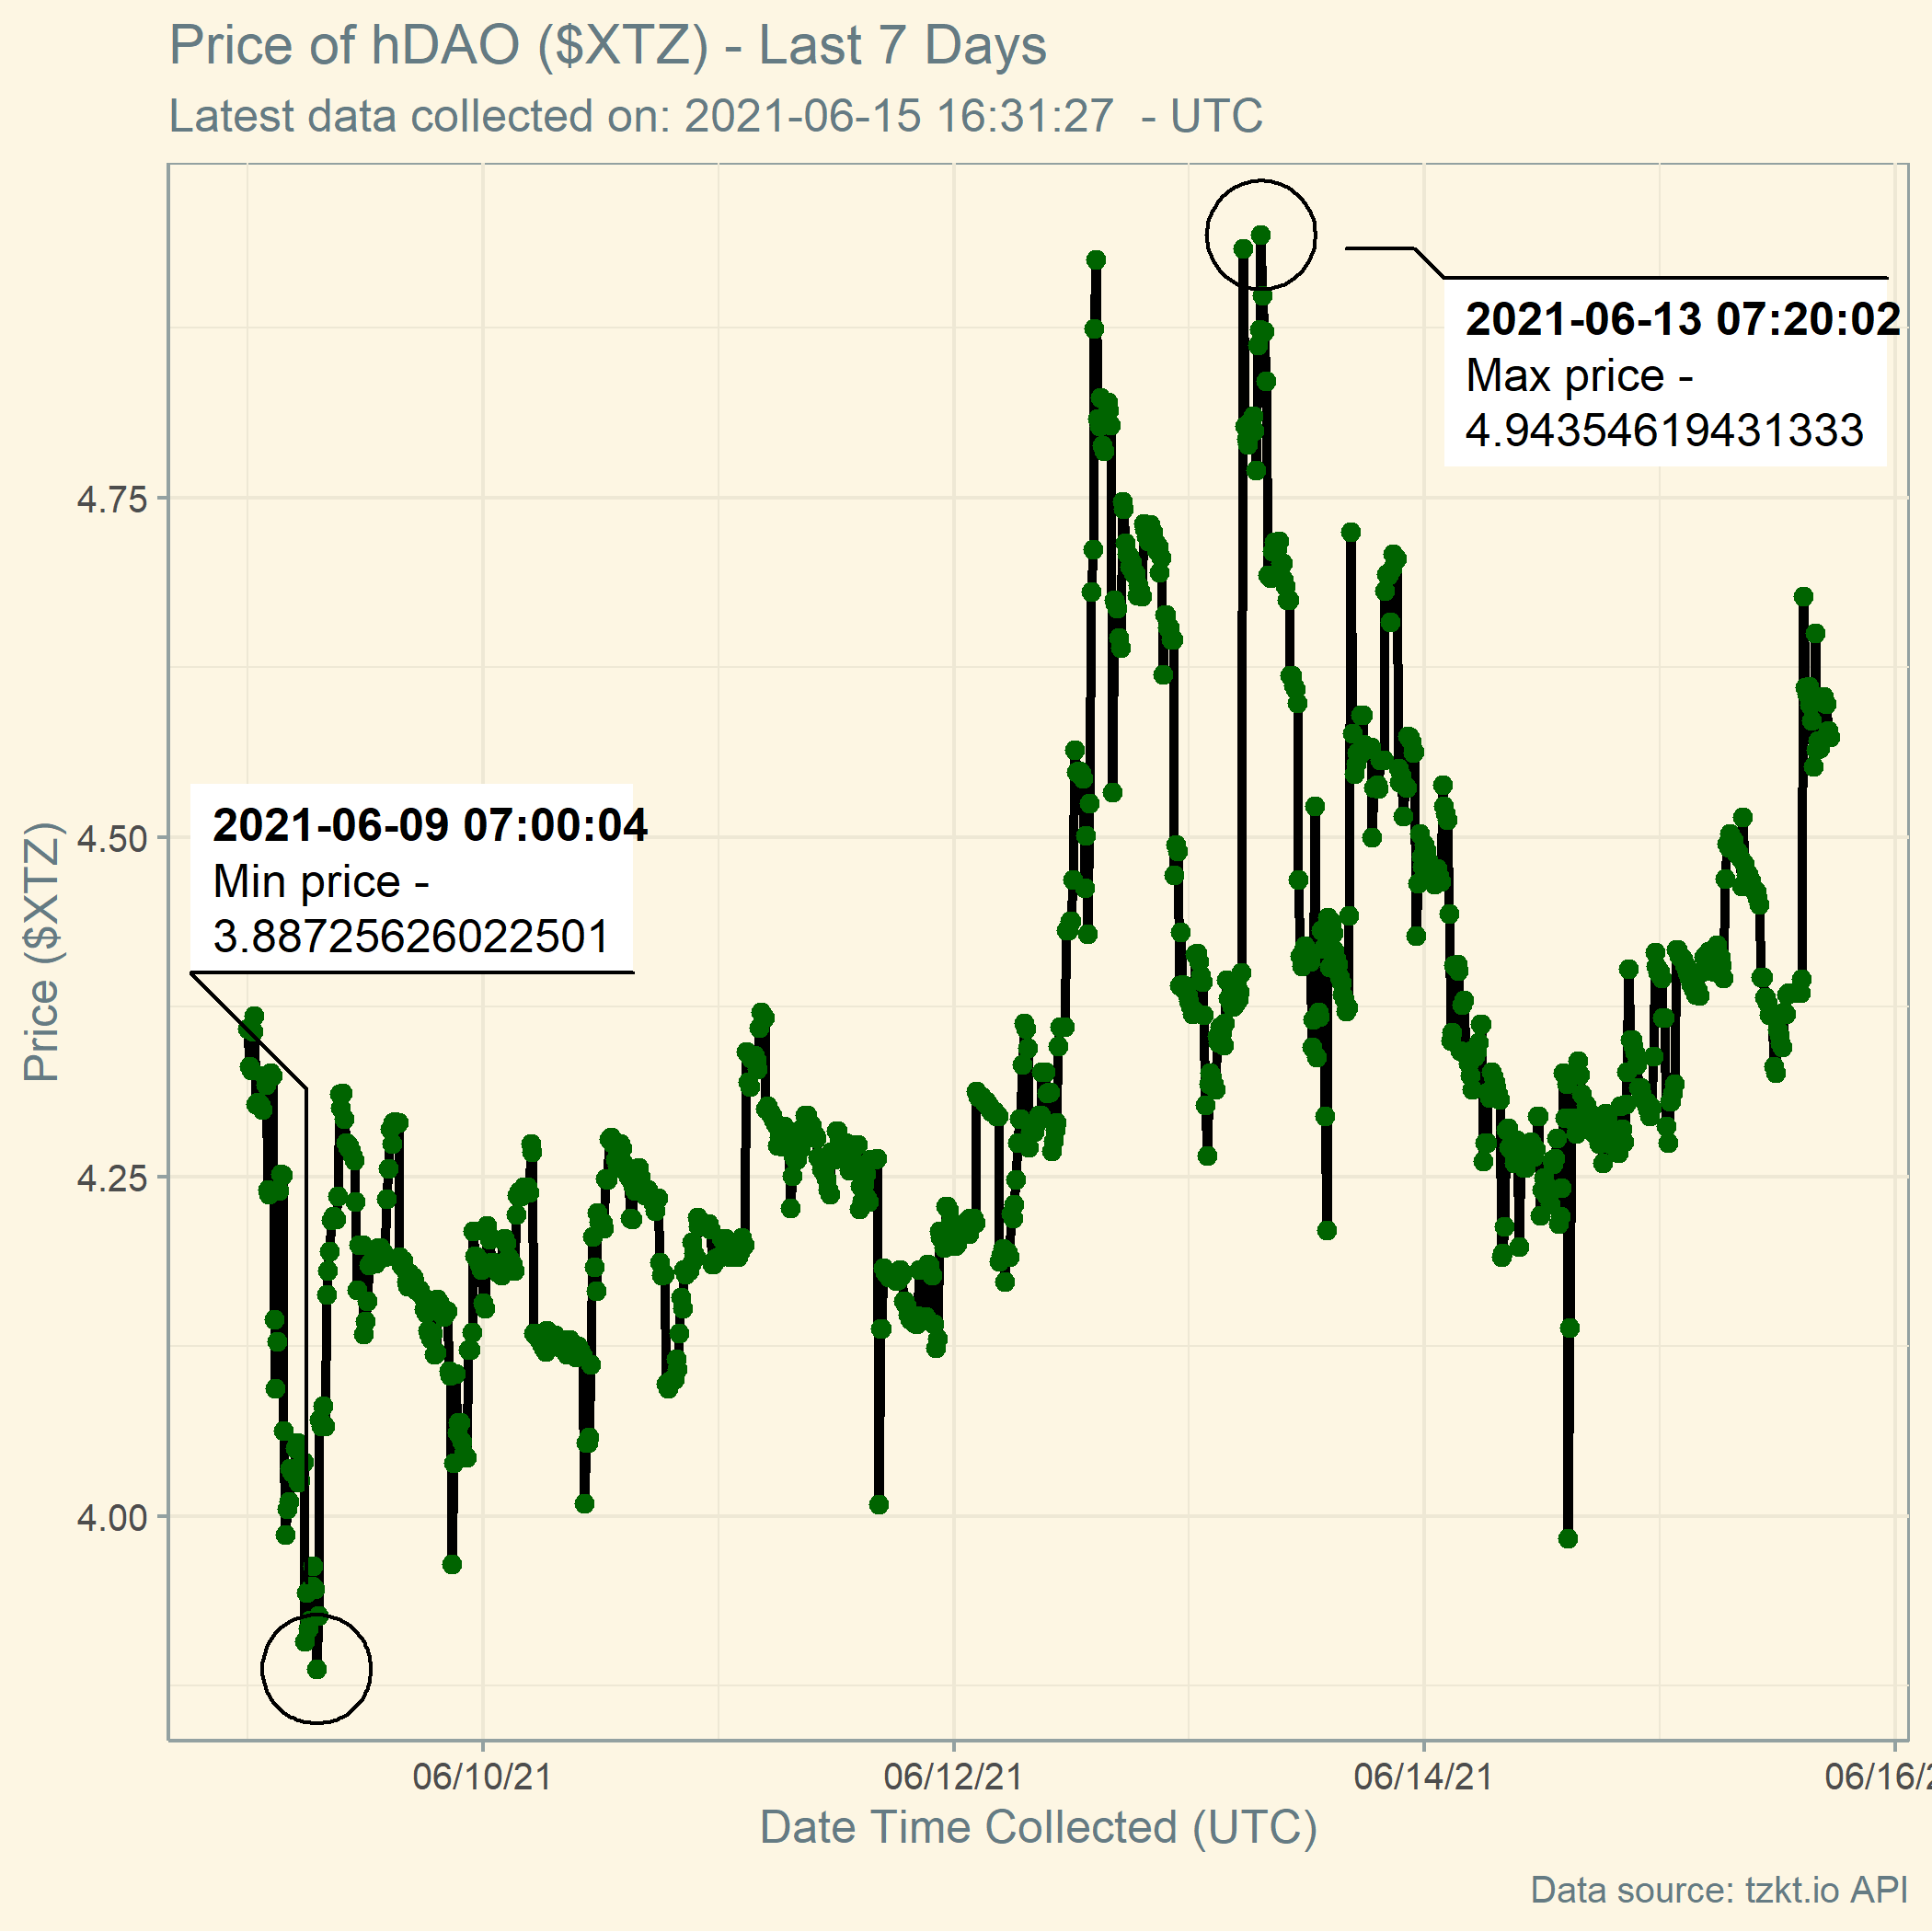 Price of hDAO ($XTZ) - Last 7 Days
Latest data collected on: 2021-06-15 16:31:27  - UTC
2021-06-13 07:20:02
Max price -
4.94354619431333
4.75
2021-06-09 07:00:04
Min price -
3.88725626022501
4.50
4.25
4.00
Price ($XTZ)
06/10/21
06/12/21
06/14/21
06/16/2
Date Time Collected (UTC)
Data source: tzkt.io API